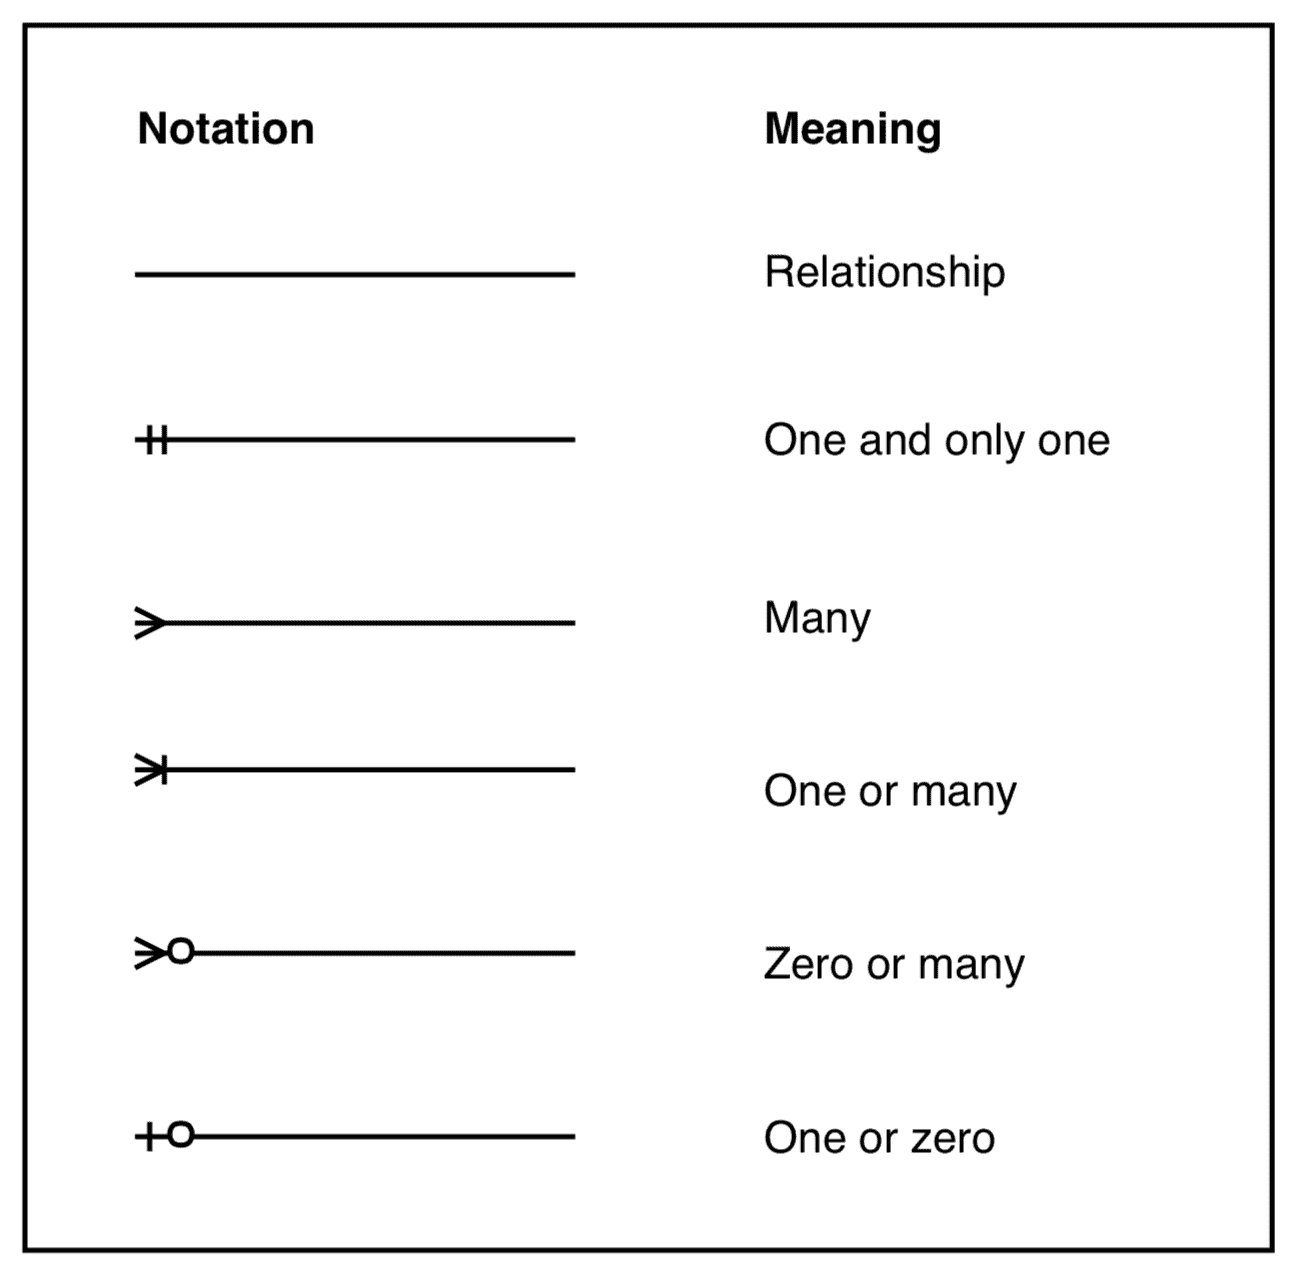 Notation Meaning
Relationship
One and only one
Many
One or many
Zero or many
One or zero